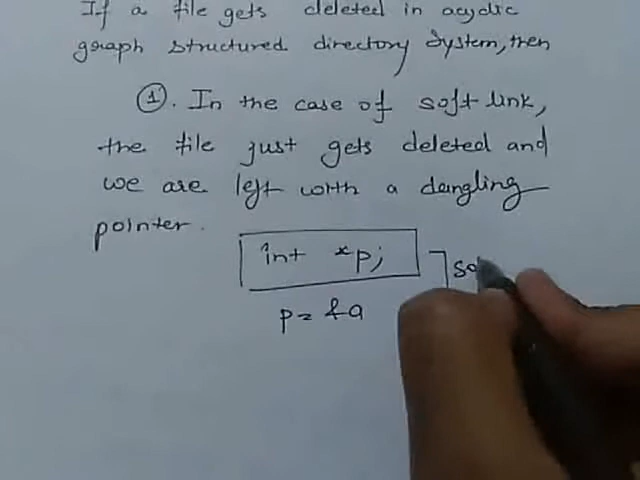 If a file gets deleted in acyclic
graph structured directory system, then
①. In the case of soft link,
the file just gets deleted and
we are left with a dangling
pointer.
int *p;
p = &a